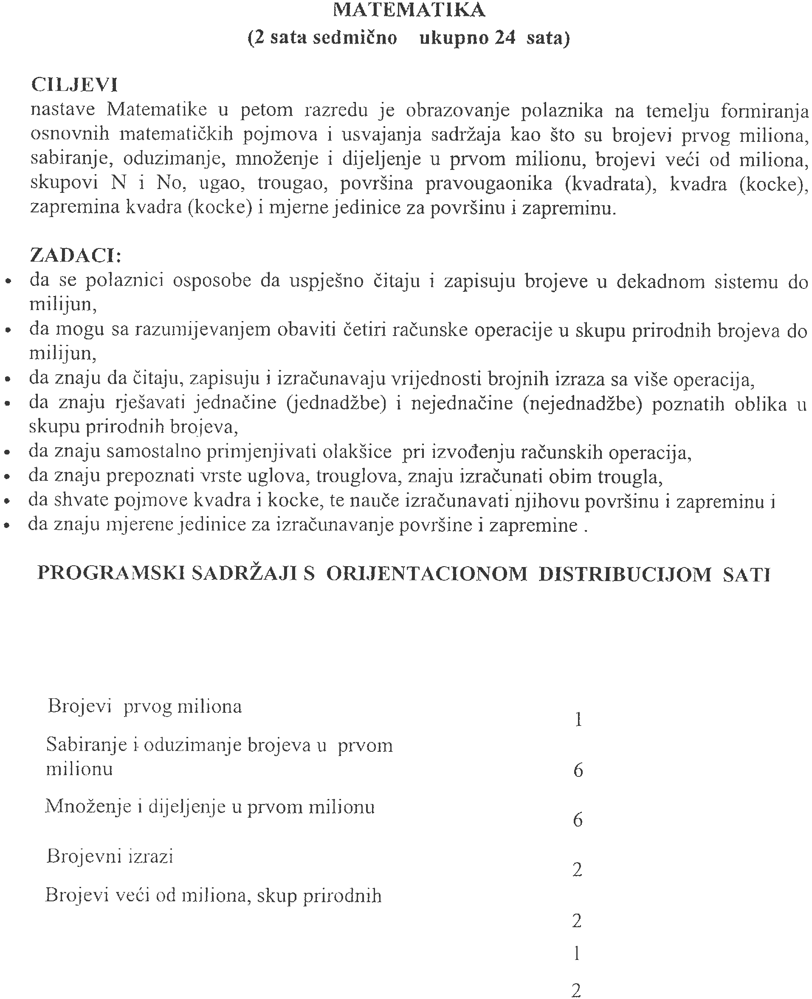 MATEMATIKA
(2 sata sedmično ukupno 24 sata)
CILJEVI
nastave Matematike u petom razredu je obrazovanje polaznika na temelju formiranja
osnovnih matematičkih pojmova i usvajanja sadržaja kao što su brojevi prvog miliona,
sabiranje, oduzimanje, množenje i dijeljenje u prvom milionu, brojevi veći od miliona,
skupovi N i No, ugao, trougao, površina pravougaonika (kvadrata), kvadra (kocke),
zapremina kvadra (kocke) i mjerne jedinice za površinu i zapreminu.
ZADACI:
• da se polaznici osposobe da uspješno čitaju i zapisuju brojeve u dekadnom sistemu do
milijun,
• da mogu sa razumijevanjem obaviti četiri računske operacije u skupu prirodnih brojeva do
milijun,
• da znaju da čitaju, zapisuju i izračunavaju vrijednosti brojnih izraza sa više operacija,
• da znaju rješavati jednačine (jednadžbe) i nejednačine (nejednadžbe) poznatih oblika u
skupu prirodnih brojeva,
• da znaju samostalno primjenjivati olakšice pri izvođenju računskih operacija,
• da znaju prepoznati vrste uglova, trouglova, znaju izračunati obim trougla,
• da shvate pojmove kvadra i kocke, te nauče izračunavati njihovu površinu i zapreminu i
• da znaju mjerene jedinice za izračunavanje površine i zapremine .
PROGRAMSKI SADRŽAJI S ORIJENTACIONOM DISTRIBUCIJOM SATI
Brojevi prvog miliona
1
Sabiranje i oduzimanje brojeva u prvom
milionu 6
Množenje i dijeljenje u prvom milionu
6
Brojevni izrazi
2
Brojevi veći od miliona, skup prirodnih
2
1
2